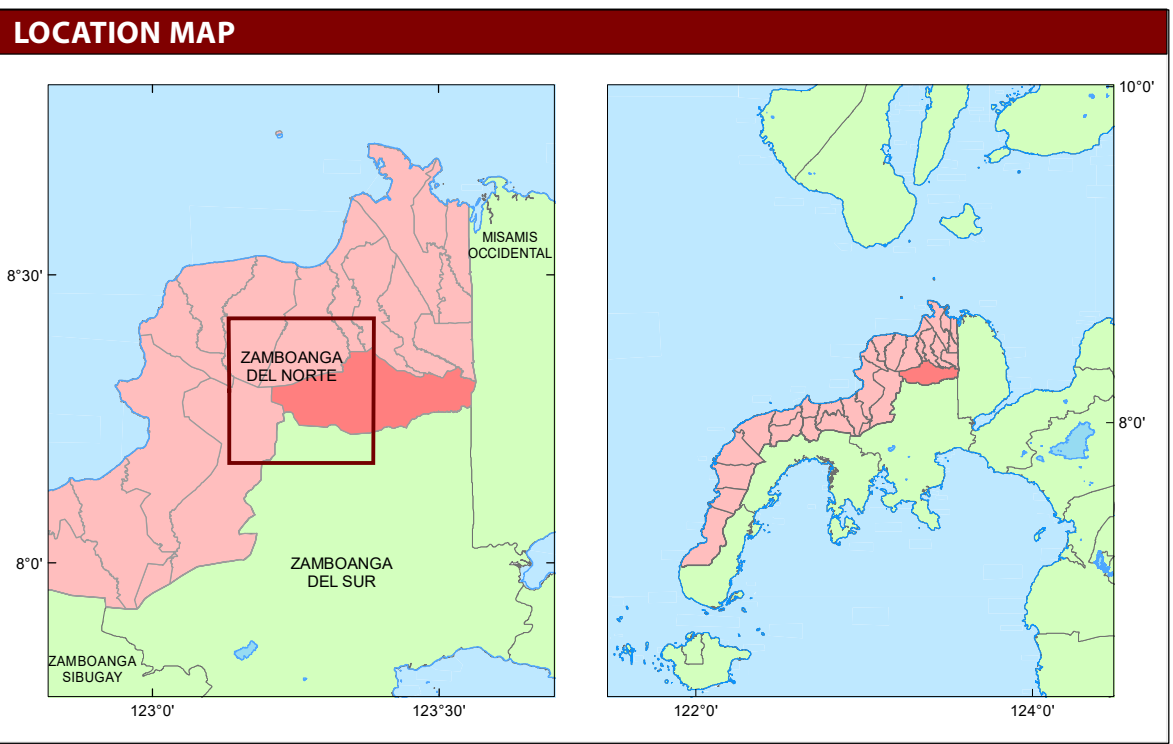 LOCATION MAP
MISAMIS
OCCIDENTAL
8°30'
ZAMBOANGA
DEL NORTE
8°0'
ZAMBOANGA
DEL SUR
ZAMBOANGA
SIBUGAY
123°0'
123°30'
10°0'
8°0'
122°0'
124°0'